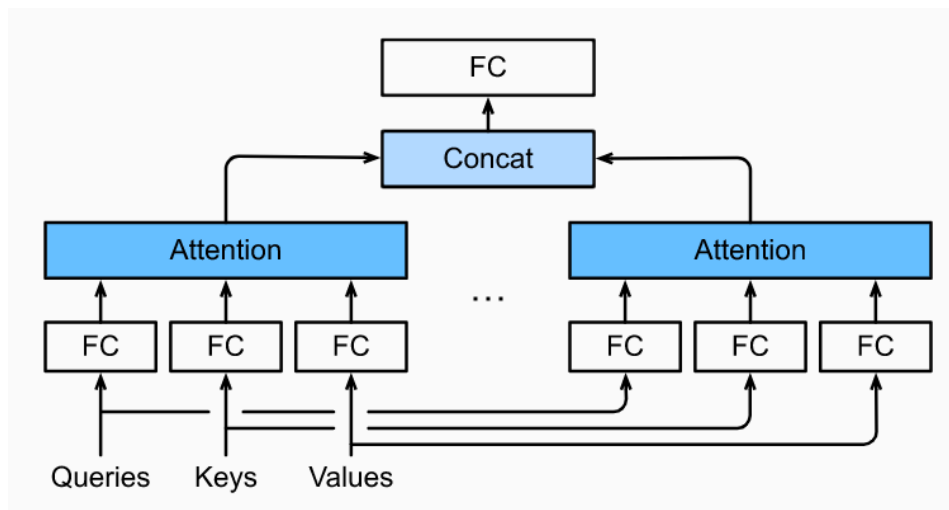 FC
Concat
Attention
Attention
...
FC
FC
FC
FC
FC
FC
Queries
Keys
Values